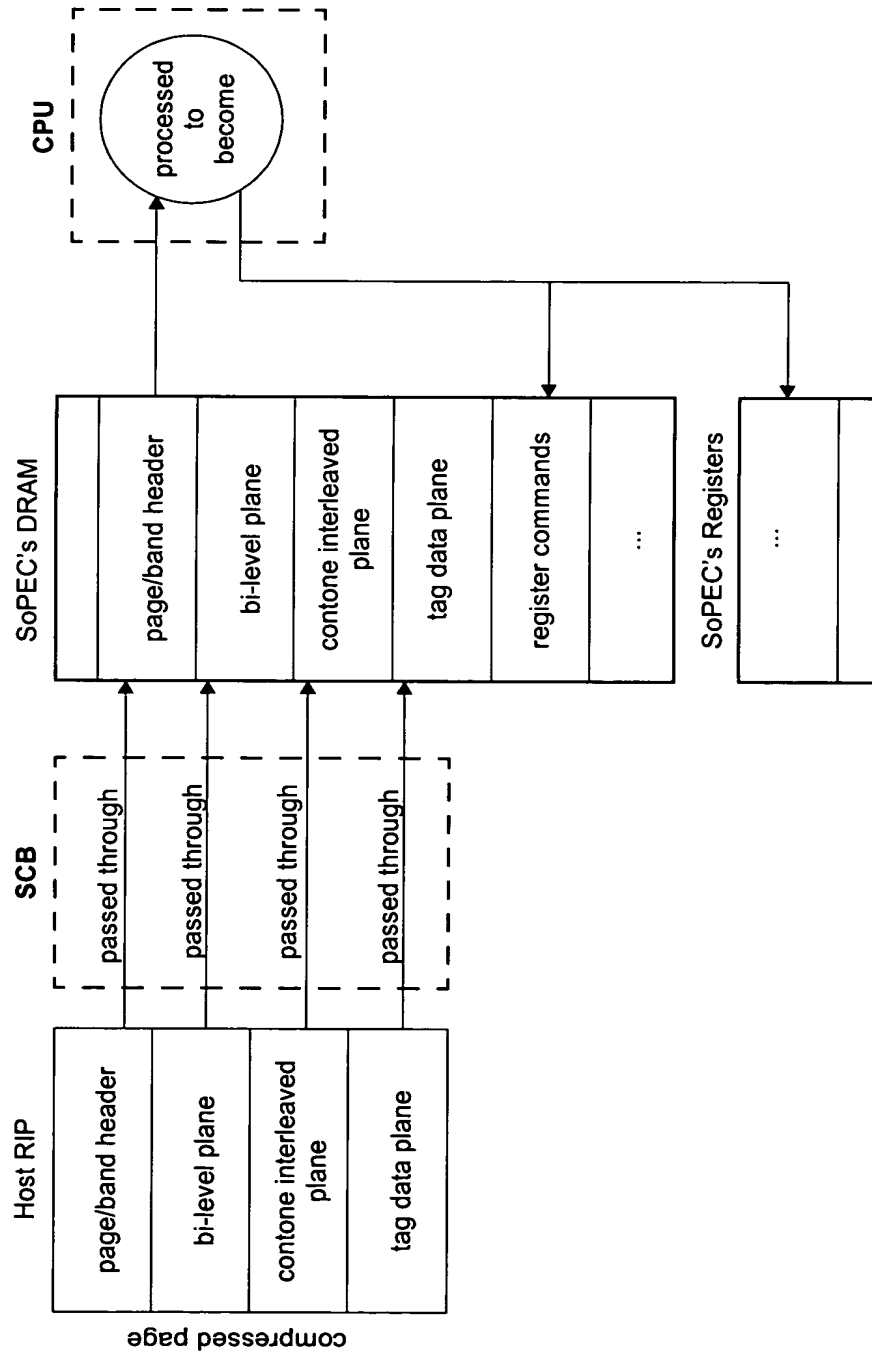 Host RIP
compressed page
page/band header
bi-level plane
contone interleaved
plane
tag data plane
SCB
passed through
passed through
passed through
passed through
SoPEC's DRAM
page/band header
bi-level plane
contone interleaved
plane
tag data plane
register commands
...
CPU
processed
to
become
SoPEC's Registers
...